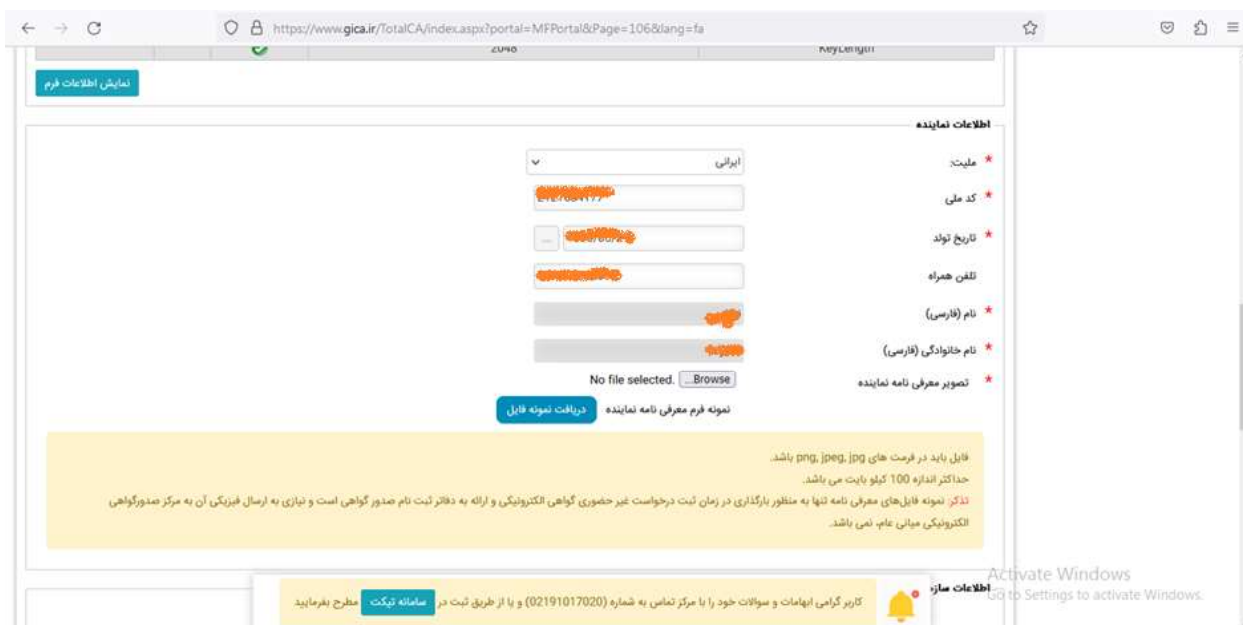 https://www.gica.ir/TotalCA/index.aspx?portal=MFPortal&Page=106&lang=fa
KeyLength 2048
نمایش اطلاعات فرم
اطلاعات نماینده
* ملیت: ایرانی
* کد ملی
* تاریخ تولد ...
تلفن همراه
* نام (فارسی)
* نام خانوادگی (فارسی)
* تصویر معرفی نامه نماینده Browse... No file selected.
نمونه فرم معرفی نامه نماینده دریافت نمونه فایل
فایل باید در فرمت های png, jpeg, jpg باشد.
حداکثر اندازه 100 کیلو بایت می باشد.
تذکر: نمونه فایل‌های معرفی نامه تنها به منظور بارگذاری در زمان ثبت درخواست غیر حضوری گواهی الکترونیکی و ارائه به دفاتر ثبت نام صدور گواهی است و نیازی به ارسال فیزیکی آن به مرکز صدورگواهی
الکترونیکی میانی عام، نمی باشد.
Activate Windows
اطلاعات
Go to Settings to activate Windows.
کاربر گرامی ابهامات و سوالات خود را با مرکز تماس به شماره (02191017020) و یا از طریق ثبت در سامانه تیکت مطرح بفرمایید